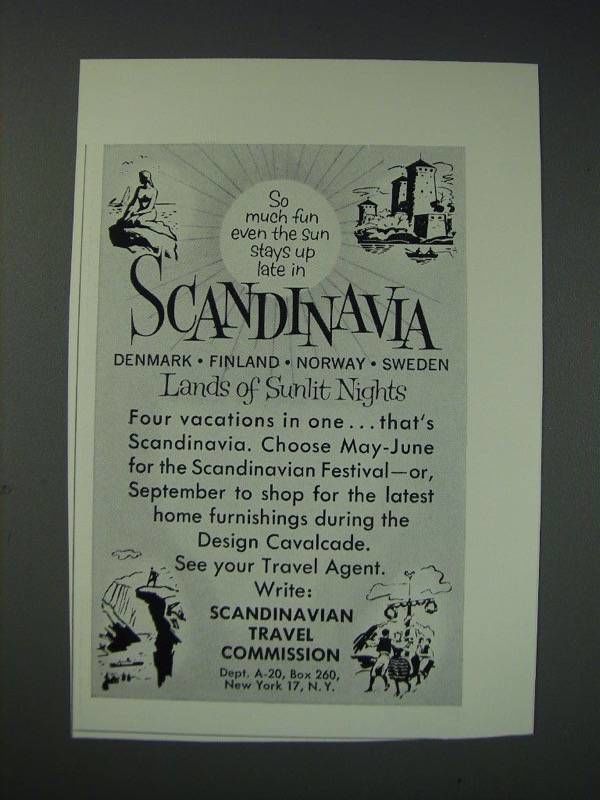 So
much fun
even the sun
stays up
late in
SCANDINAVIA
DENMARK • FINLAND • NORWAY • SWEDEN
Lands of Sunlit Nights
Four vacations in one...that's
Scandinavia. Choose May-June
for the Scandinavian Festival—or,
September to shop for the latest
home furnishings during the
Design Cavalcade.
See your Travel Agent.
Write:
SCANDINAVIAN
TRAVEL
COMMISSION
Dept. A-20, Box 260,
New York 17, N.Y.